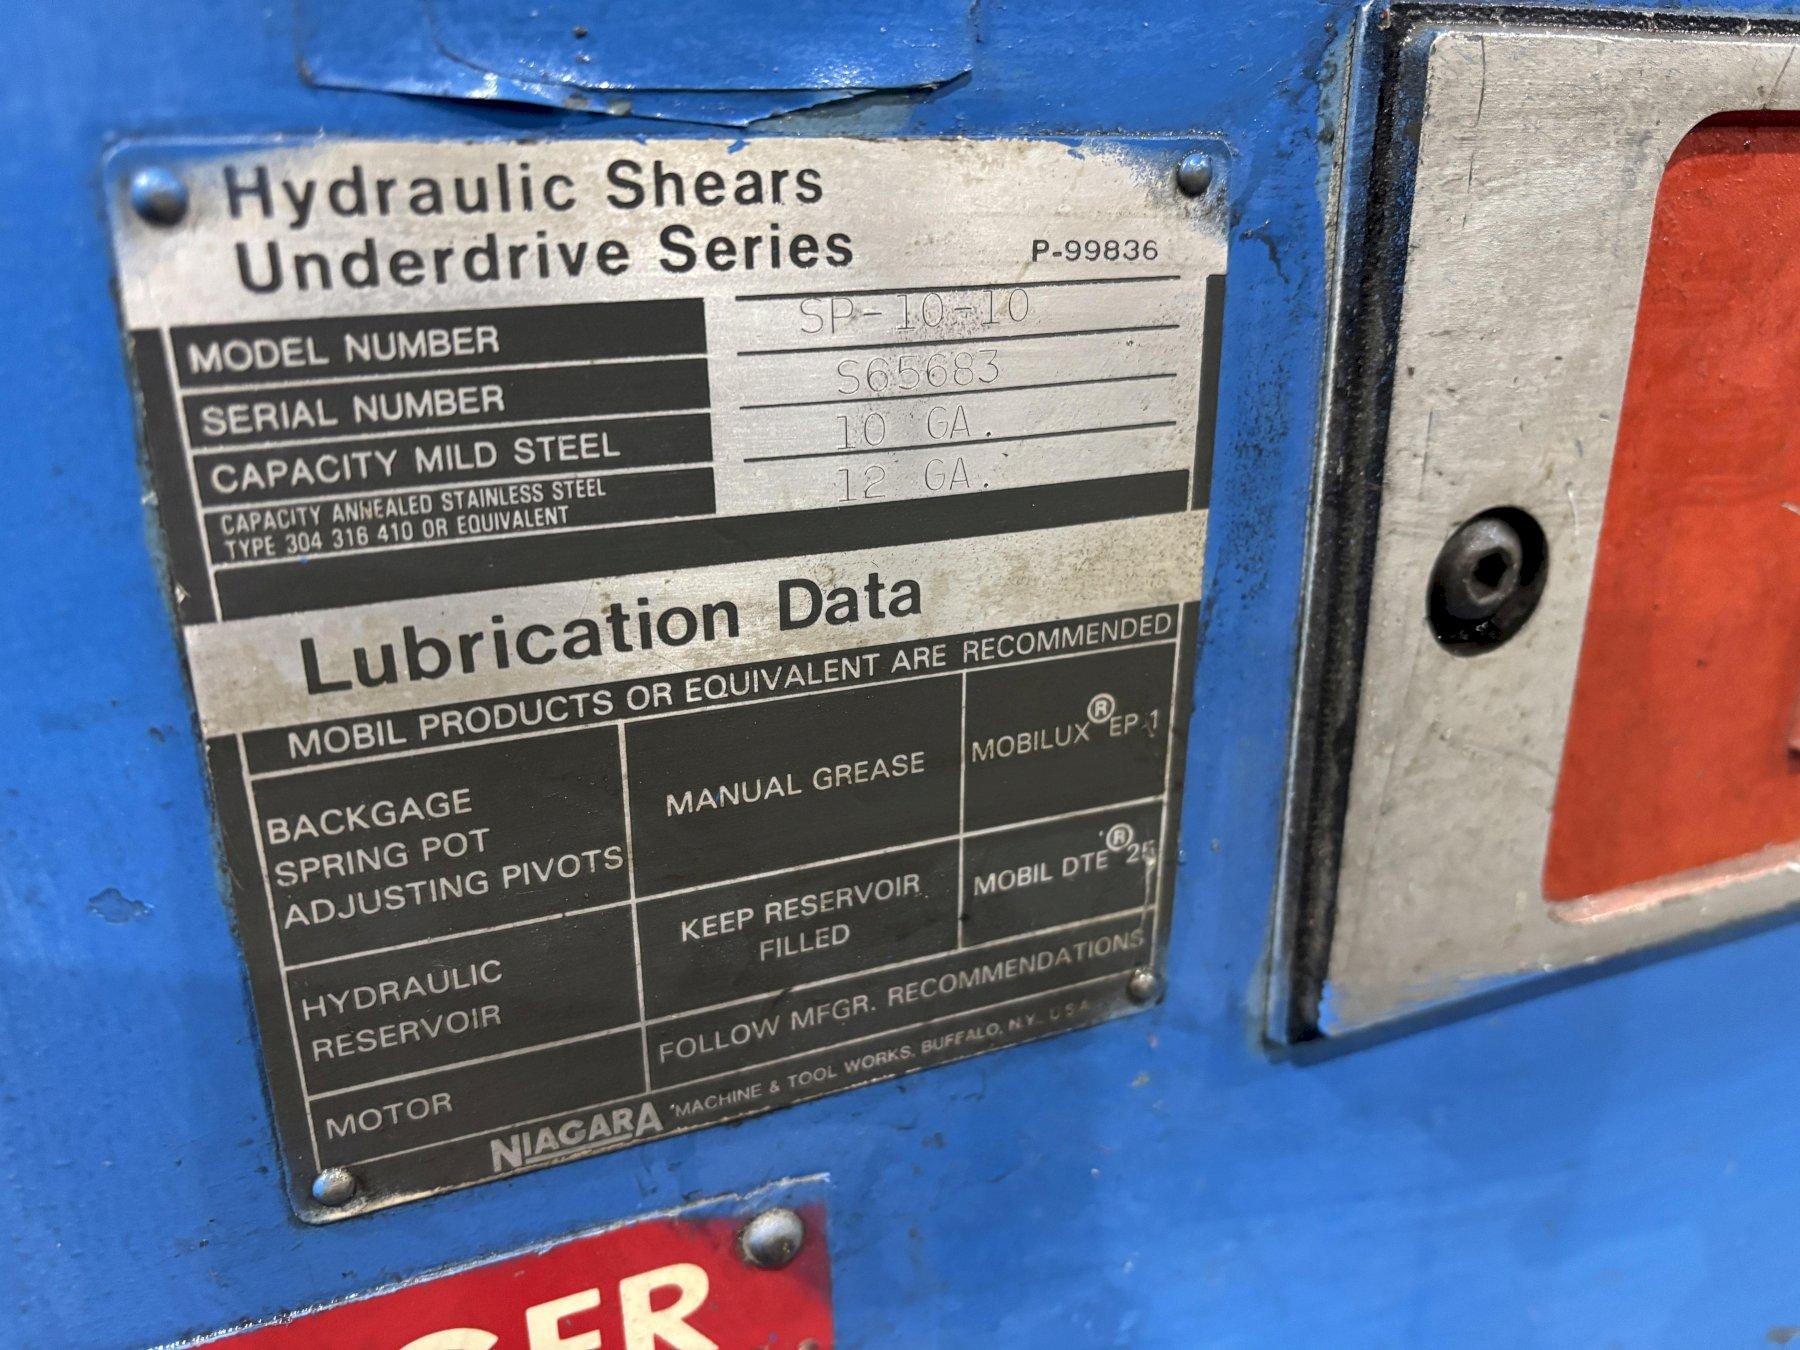 Hydraulic Shears
Underdrive Series
P-99836
MODEL NUMBER SP-10-10
SERIAL NUMBER S65683
CAPACITY MILD STEEL 10 GA.
CAPACITY ANNEALED STAINLESS STEEL
TYPE 304 316 410 OR EQUIVALENT
12 GA.
Lubrication Data
MOBIL PRODUCTS OR EQUIVALENT ARE RECOMMENDED
BACKGAGE
SPRING POT
ADJUSTING PIVOTS
MANUAL GREASE
MOBILUX® EP 1
HYDRAULIC
RESERVOIR
KEEP RESERVOIR
FILLED
MOBIL DTE® 25
MOTOR
FOLLOW MFGR. RECOMMENDATIONS
NIAGARA MACHINE & TOOL WORKS, BUFFALO, N.Y. U.S.A.